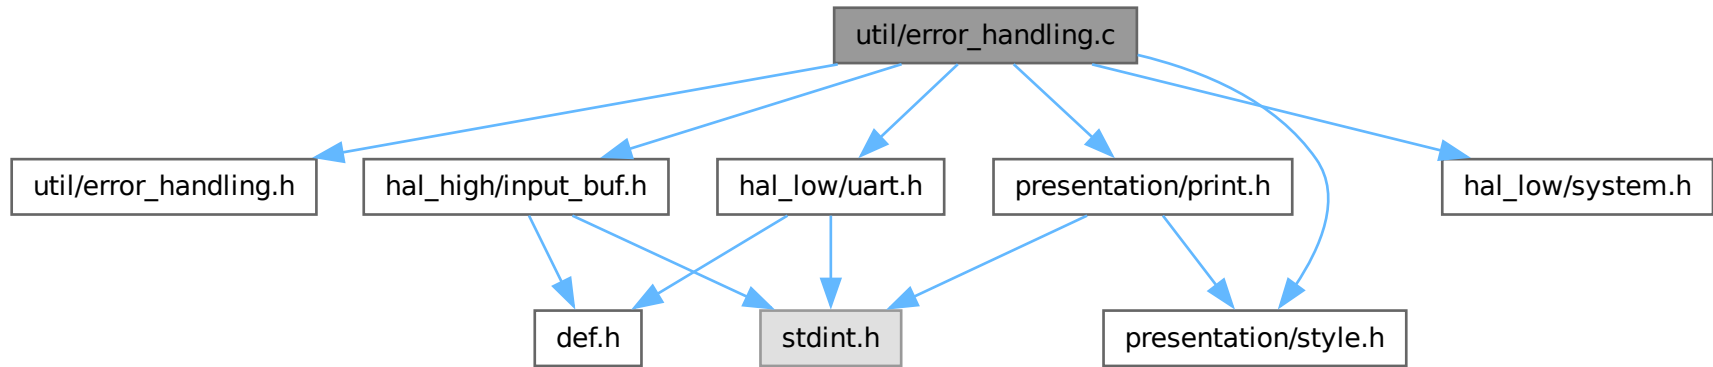 util/error_handling.c
util/error_handling.h
hal_high/input_buf.h
hal_low/uart.h
presentation/print.h
hal_low/system.h
def.h
stdint.h
presentation/style.h